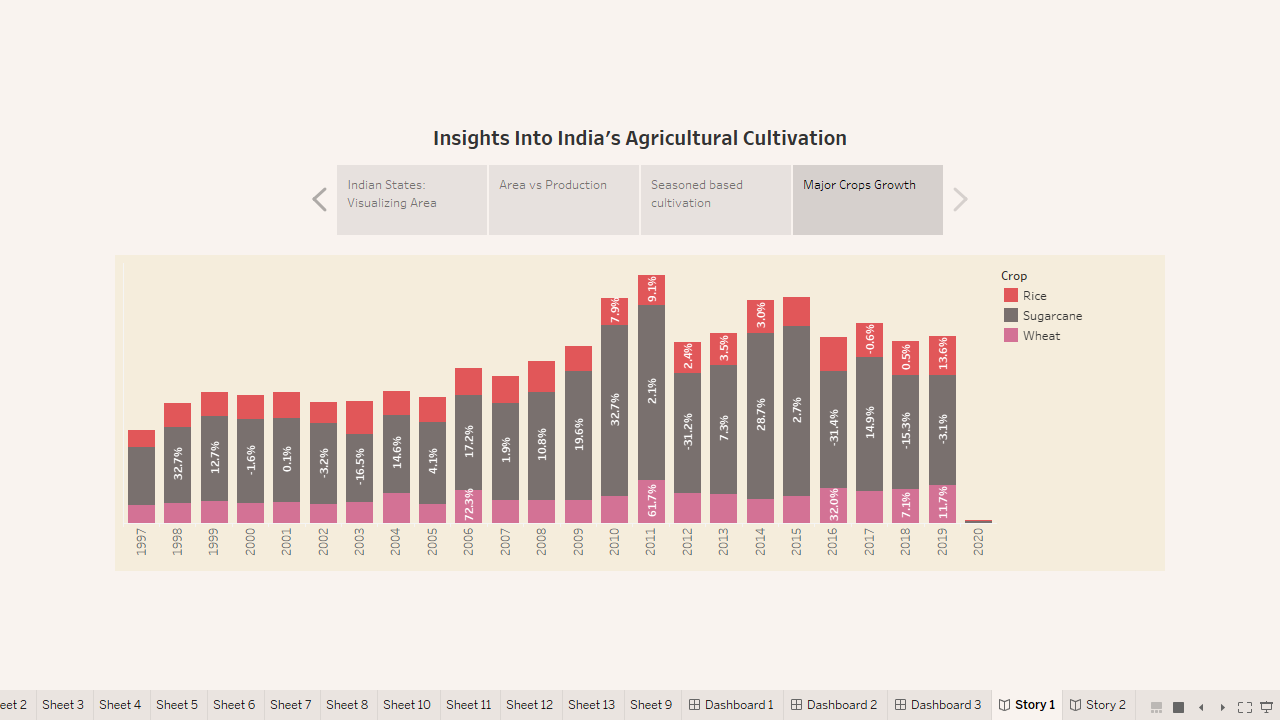 Insights Into India's Agricultural Cultivation
Indian States:
Visualizing Area
Area vs Production
Seasoned based
cultivation
Major Crops Growth
Crop
Rice
Sugarcane
Wheat
32.7%
12.7%
-1.6%
0.1%
-3.2%
-16.5%
14.6%
4.1%
17.2%
72.3%
1.9%
10.8%
19.6%
7.9%
32.7%
9.1%
2.1%
61.7%
2.4%
-31.2%
3.5%
7.3%
3.0%
28.7%
2.7%
-31.4%
32.0%
-0.6%
14.9%
0.5%
-15.3%
7.1%
13.6%
-3.1%
11.7%
1997
1998
1999
2000
2001
2002
2003
2004
2005
2006
2007
2008
2009
2010
2011
2012
2013
2014
2015
2016
2017
2018
2019
2020
eet 2
Sheet 3
Sheet 4
Sheet 5
Sheet 6
Sheet 7
Sheet 8
Sheet 10
Sheet 11
Sheet 12
Sheet 13
Sheet 9
Dashboard 1
Dashboard 2
Dashboard 3
Story 1
Story 2